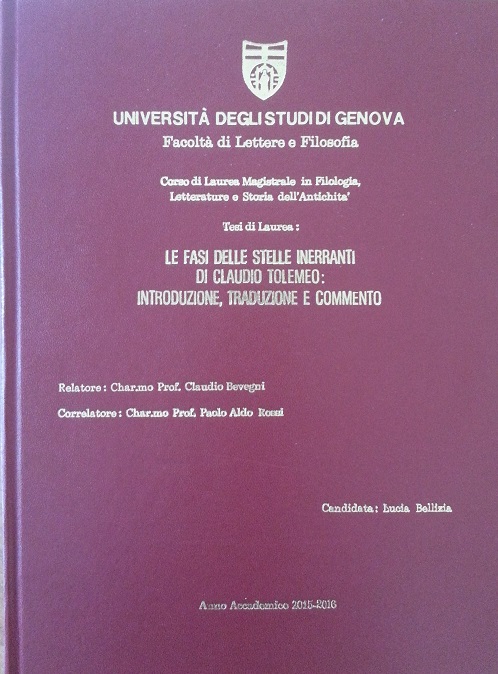 UNIVERSITÀ DEGLI STUDI DI GENOVA
Facoltà di Lettere e Filosofia
Corso di Laurea Magistrale in Filologia,
Letterature e Storia dell'Antichita'
Tesi di Laurea:
LE FASI DELLE STELLE INERRANTI
DI CLAUDIO TOLEMEO:
INTRODUZIONE, TRADUZIONE E COMMENTO
Relatore: Char.mo Prof. Claudio Bevegni
Correlatore: Char.mo Prof. Paolo Aldo Rossi
Candidata: Lucia Bellizia
Anno Accademico 2015-2016